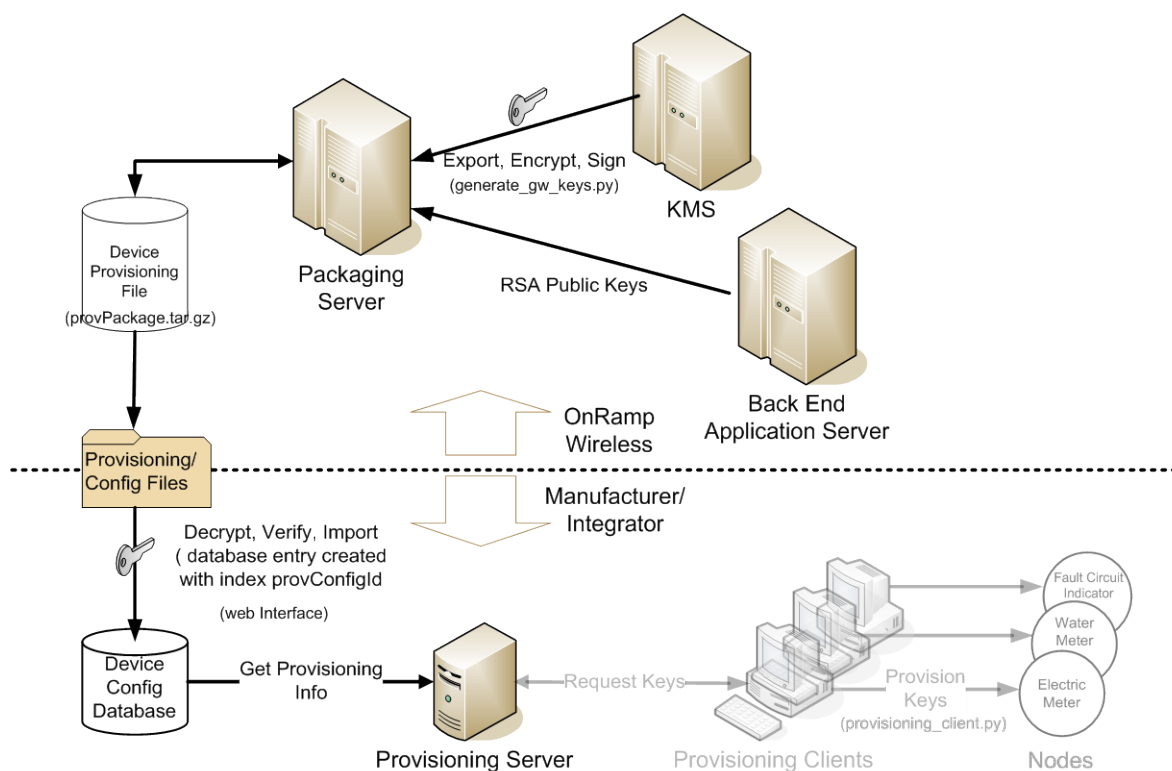 Export, Encrypt, Sign
(generate_gw_keys.py)
KMS
Device
Provisioning
File
(provPackage.tar.gz)
Packaging
Server
RSA Public Keys
Back End
Application Server
OnRamp
Wireless
Provisioning/
Config Files
Manufacturer/
Integrator
Decrypt, Verify, Import
( database entry created
with index provConfigId
(web Interface)
Fault Circuit
Indicator
Water
Meter
Electric
Meter
Device
Config
Database
Get Provisioning
Info
Request Keys
Provision
Keys
(provisioning_client.py)
Provisioning Server
Provisioning Clients
Nodes